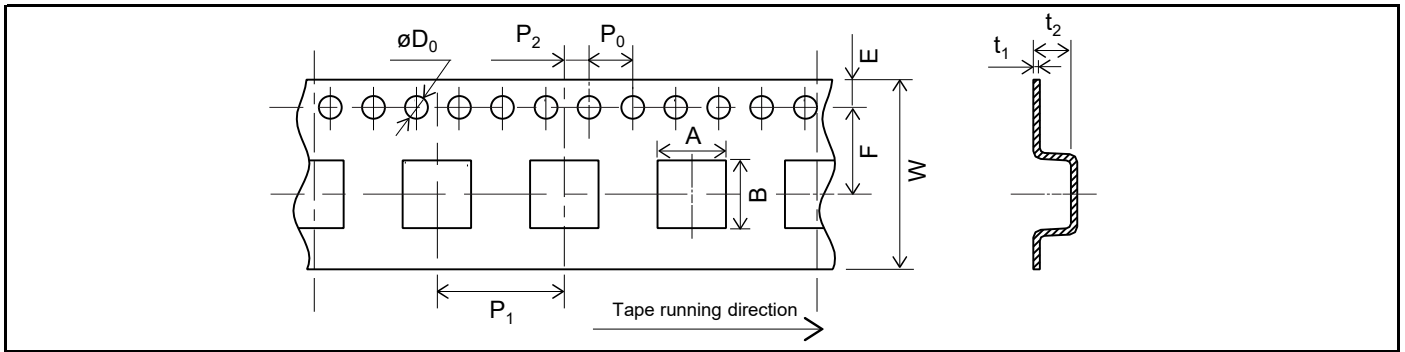 øD₀
P₂
P₀
E
t₁
t₂
A
B
F
W
P₁
Tape running direction